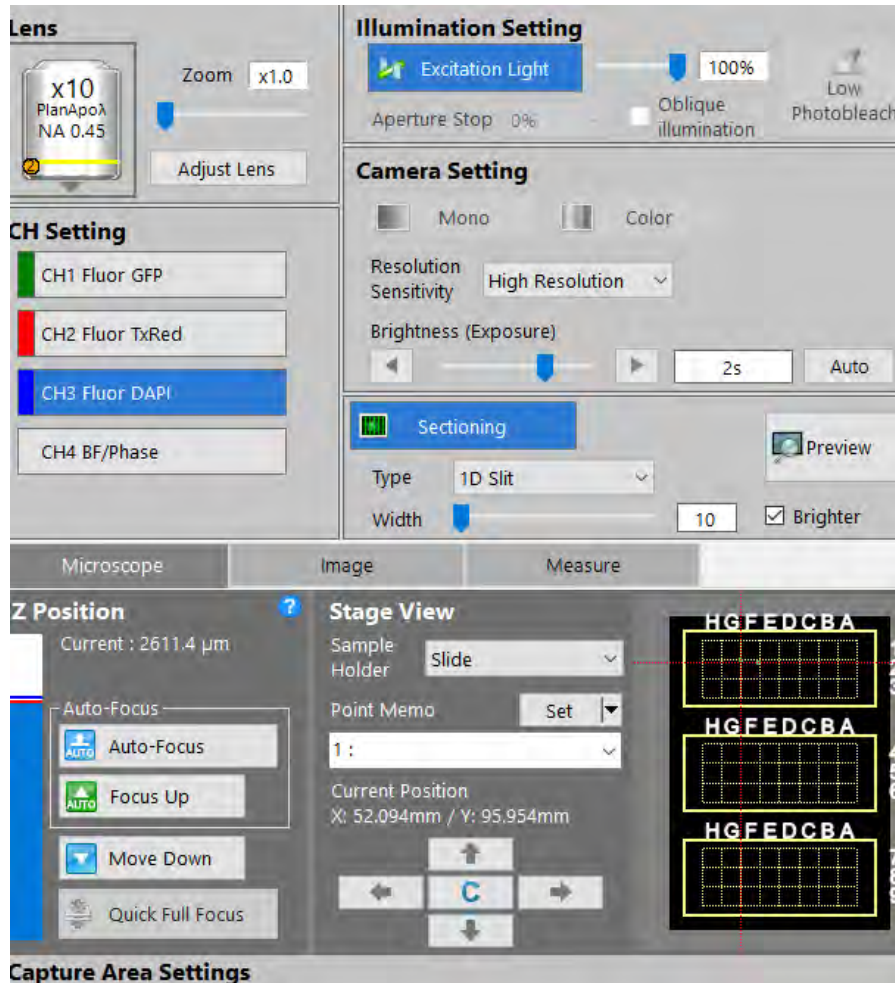 Lens
x10
PlanApoλ
NA 0.45
2
Zoom x1.0
Adjust Lens
Illumination Setting
Excitation Light
100%
Low
Photobleach
Aperture Stop 0%
Oblique
illumination
CH Setting
CH1 Fluor GFP
CH2 Fluor TxRed
CH3 Fluor DAPI
CH4 BF/Phase
Camera Setting
Mono Color
Resolution
Sensitivity
High Resolution
Brightness (Exposure)
2s Auto
Sectioning
Preview
Type 1D Slit
Width 10 Brighter
Microscope Image Measure
Z Position ?
Current : 2611.4 µm
Auto-Focus
AUTO Auto-Focus
AUTO Focus Up
Move Down
Quick Full Focus
Stage View
Sample
Holder
Slide
Point Memo Set
1 :
Current Position
X: 52.094mm / Y: 95.954mm
C
HGFEDCBA
HGFEDCBA
HGFEDCBA
Capture Area Settings